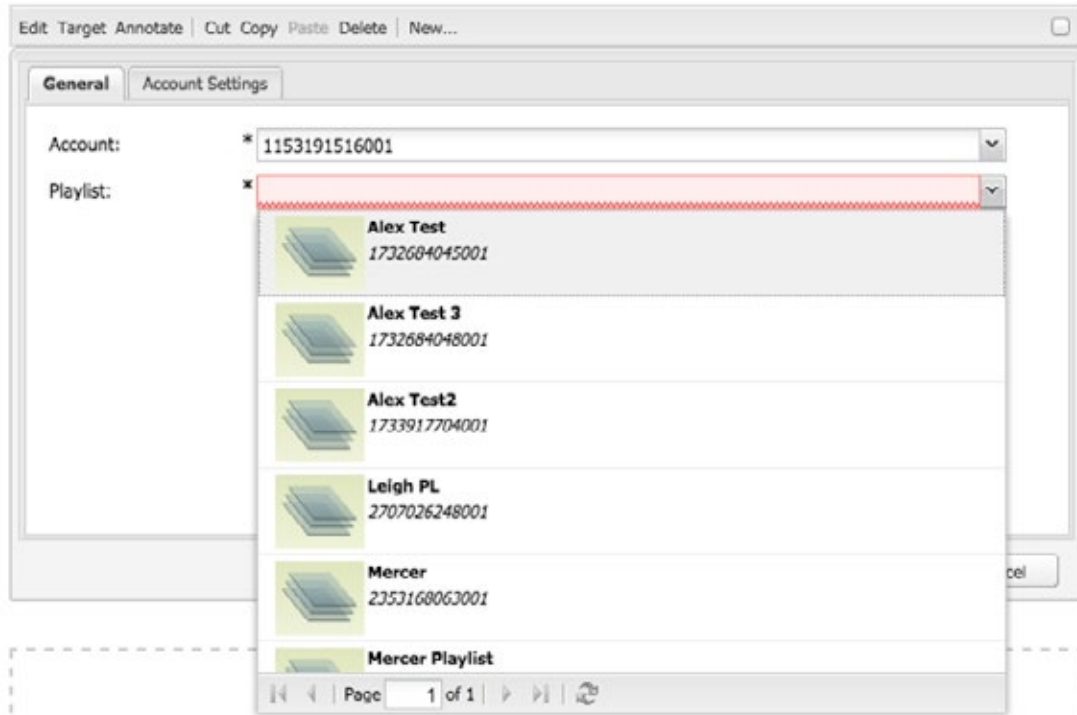 Edit Target Annotate | Cut Copy Paste Delete | New...
General Account Settings
Account: * 1153191516001
Playlist: *
Alex Test
1732684045001
Alex Test 3
1732684048001
Alex Test2
1733917704001
Leigh PL
2707026248001
Mercer
2353168063001
cel
Mercer Playlist
Page 1 of 1